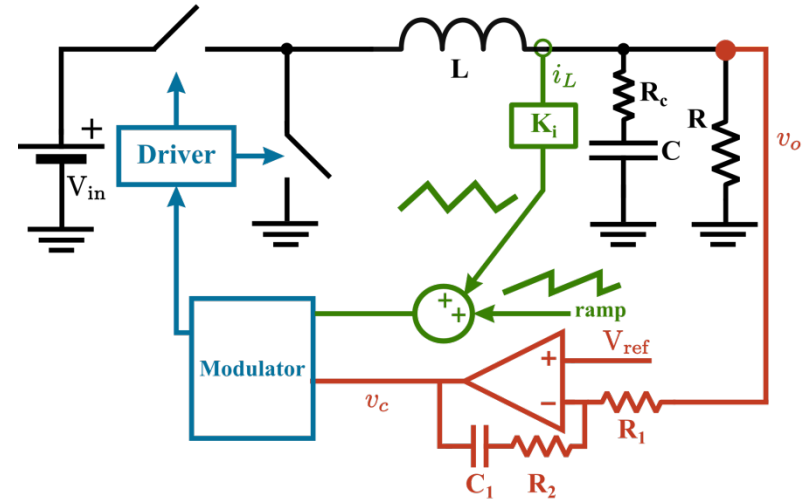 L
i_L
R_c
K_i
R
+
C
v_o
Driver
V_in
+
+
ramp
Modulator
V_ref
+
v_c
−
R_1
C_1
R_2